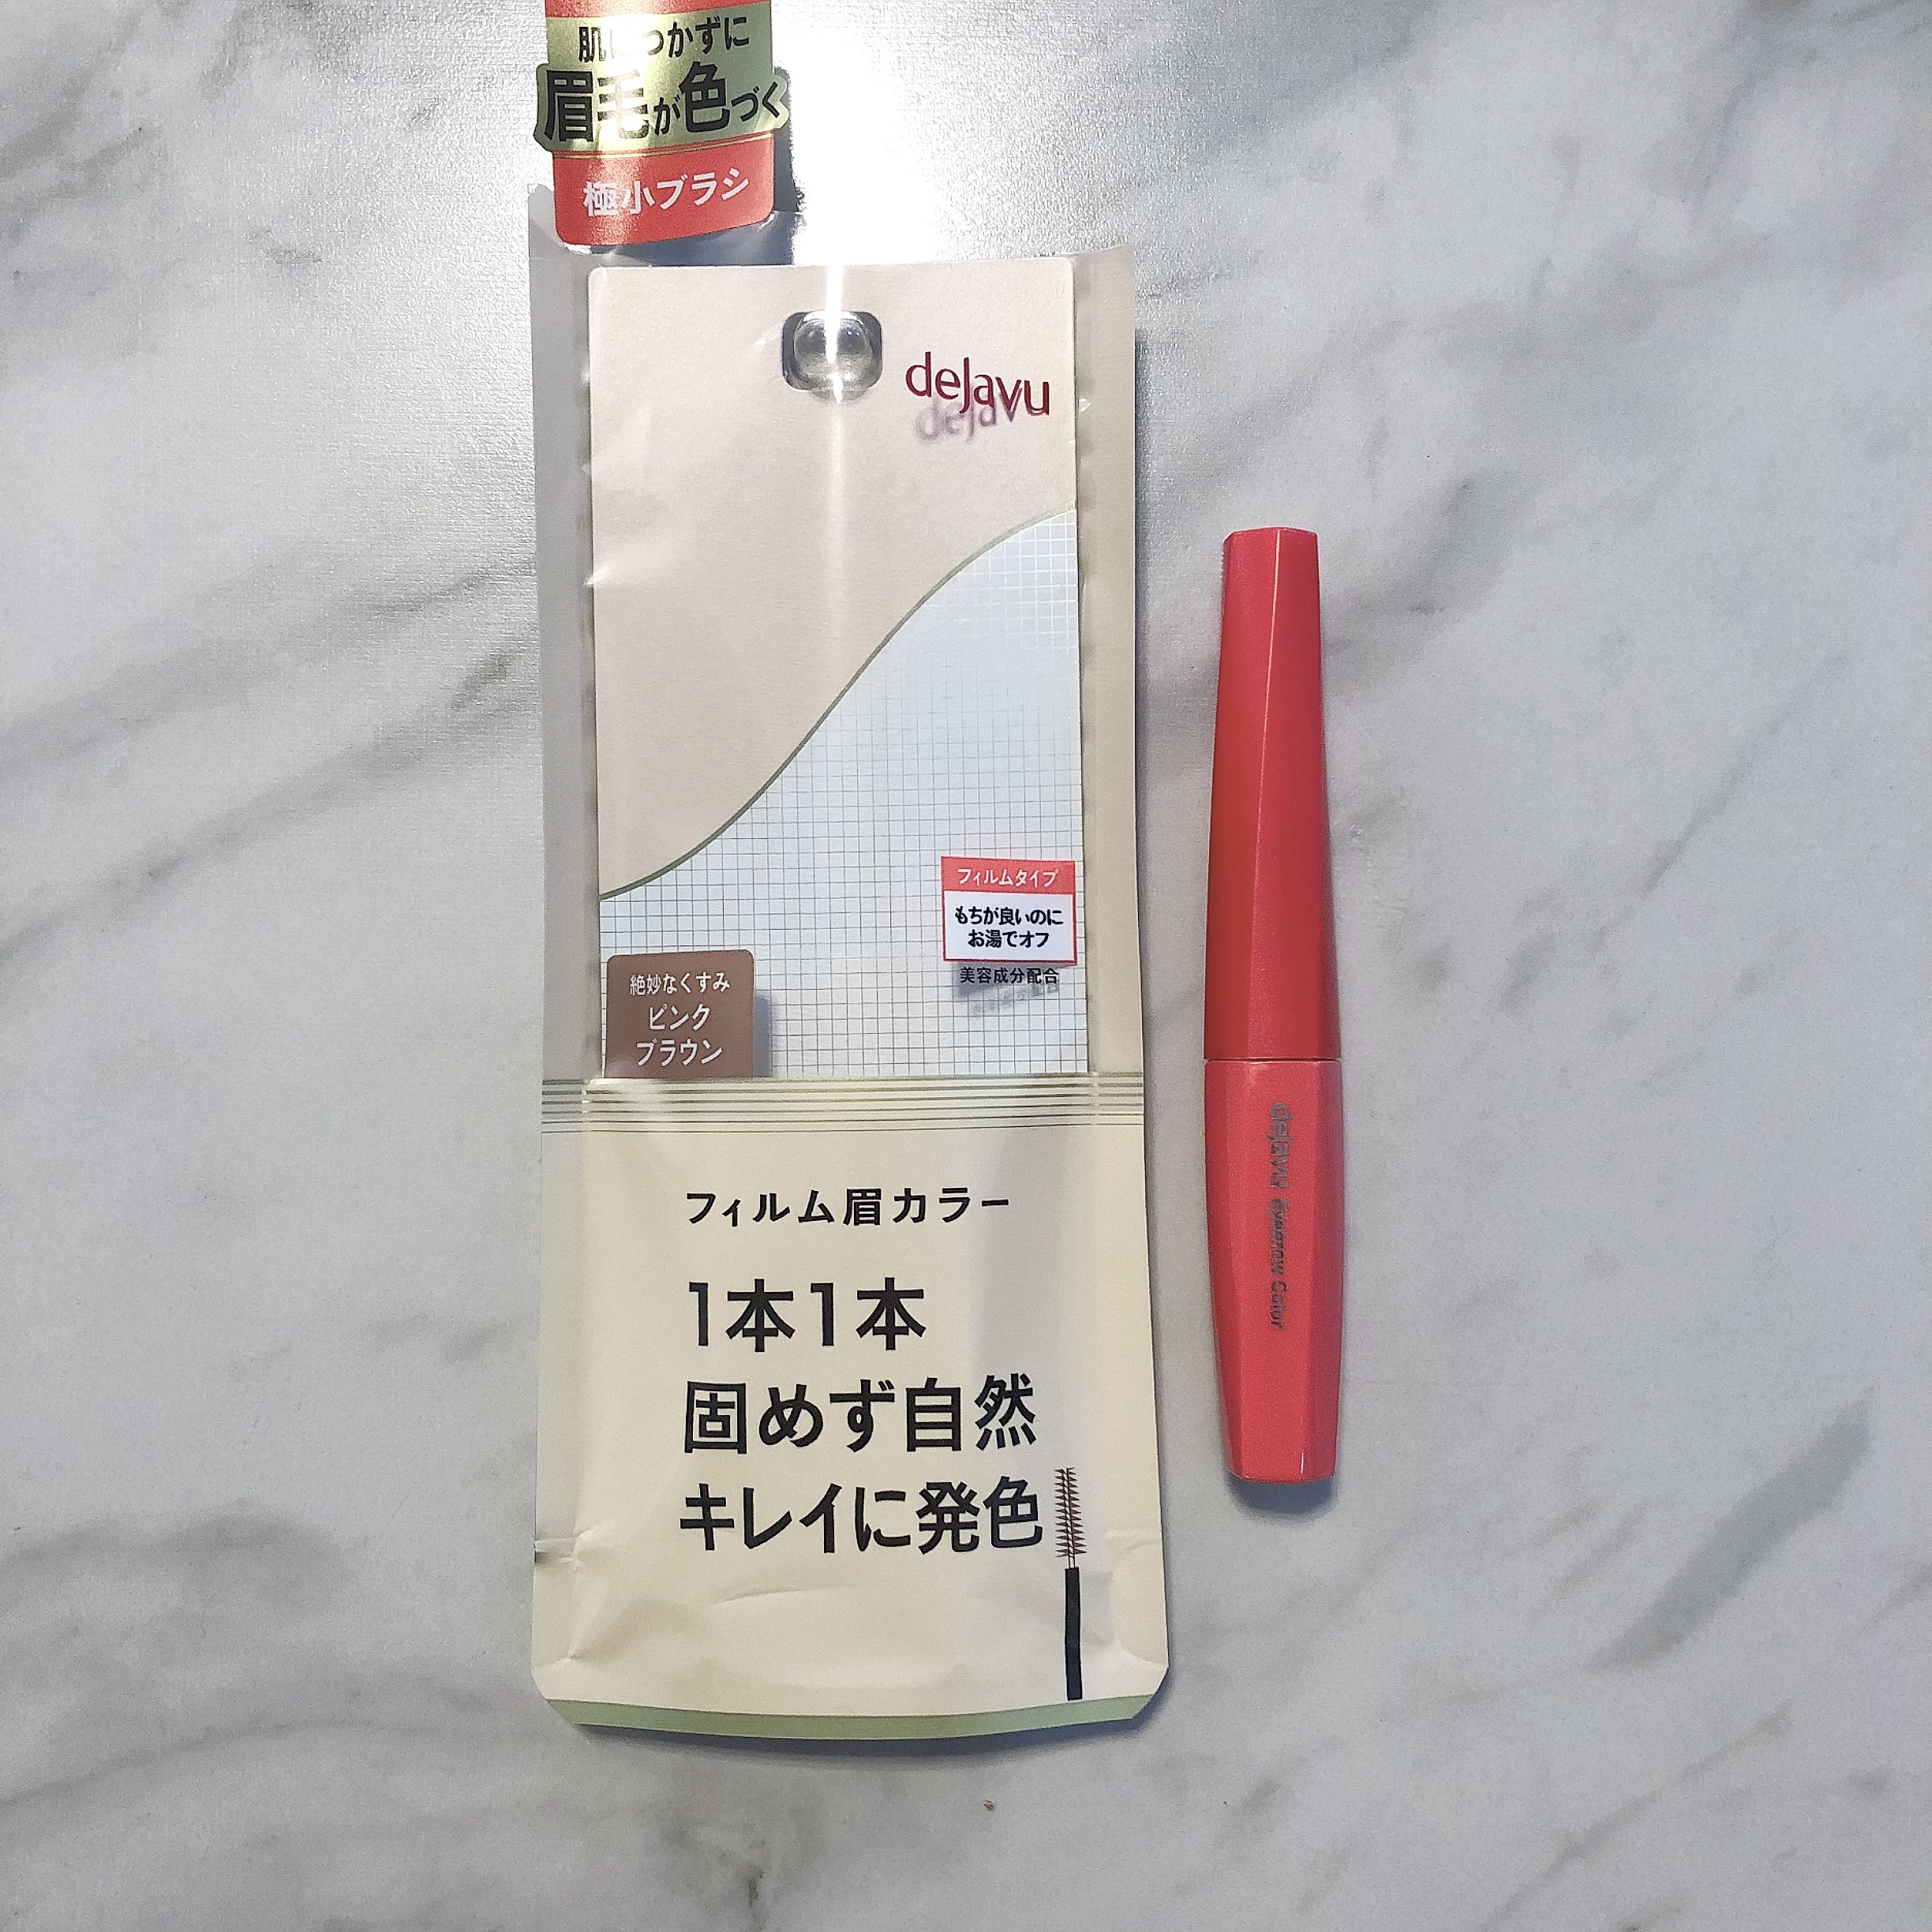 肌につかずに
眉毛が色づく
極小ブラシ
dejavu
フィルムタイプ
もちが良いのに
お湯でオフ
美容成分配合
絶妙なくすみ
ピンク
ブラウン
フィルム眉カラー
1本1本
固めず自然
キレイに発色
dejavu Eyebrow Color